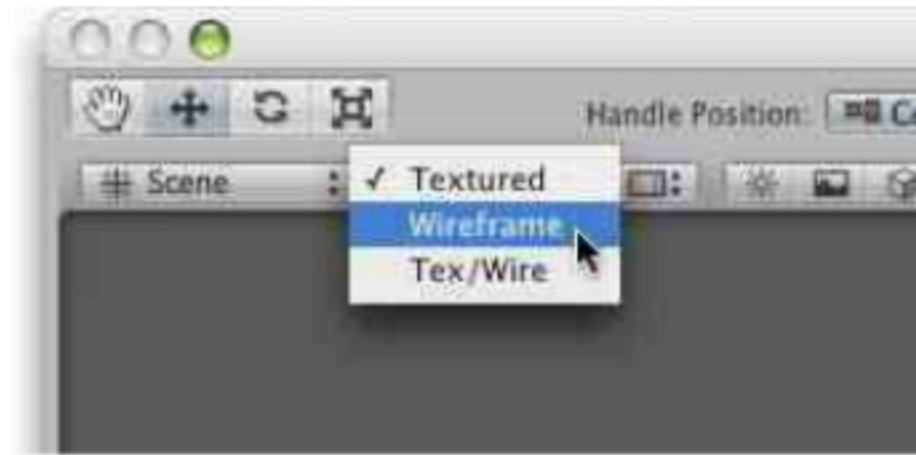 Handle Position:
Scene
✓ Textured
Wireframe
Tex/Wire